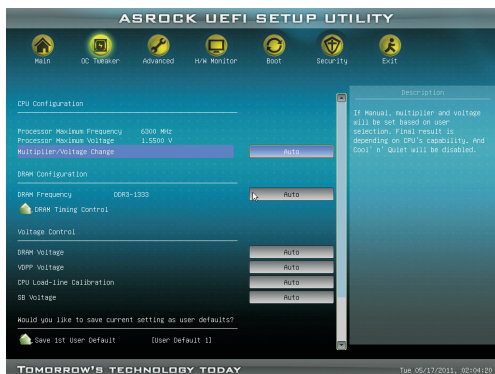 ASROCK UEFI SETUP UTILITY
Main
OC Tweaker
Advanced
H/W Monitor
Boot
Security
Exit
CPU Configuration
Processor Maximum Frequency 6300 MHz
Processor Maximum Voltage 1.5500 V
Multiplier/Voltage Change Auto
DRAM Configuration
DRAM Frequency DDR3-1333 Auto
DRAM Timing Control
Voltage Control
DRAM Voltage Auto
VDPP Voltage Auto
CPU Load-line Calibration Auto
SB Voltage Auto
Would you like to save current setting as user defaults?
Save 1st User Default [User Default 1]
Description
If Manual, multiplier and voltage
will be set based on user
selection. Final result is
depending on CPU's capability. And
Cool' n' Quiet will be disabled.
TOMORROW'S TECHNOLOGY TODAY
Tue 05/17/2011, 02:04:20